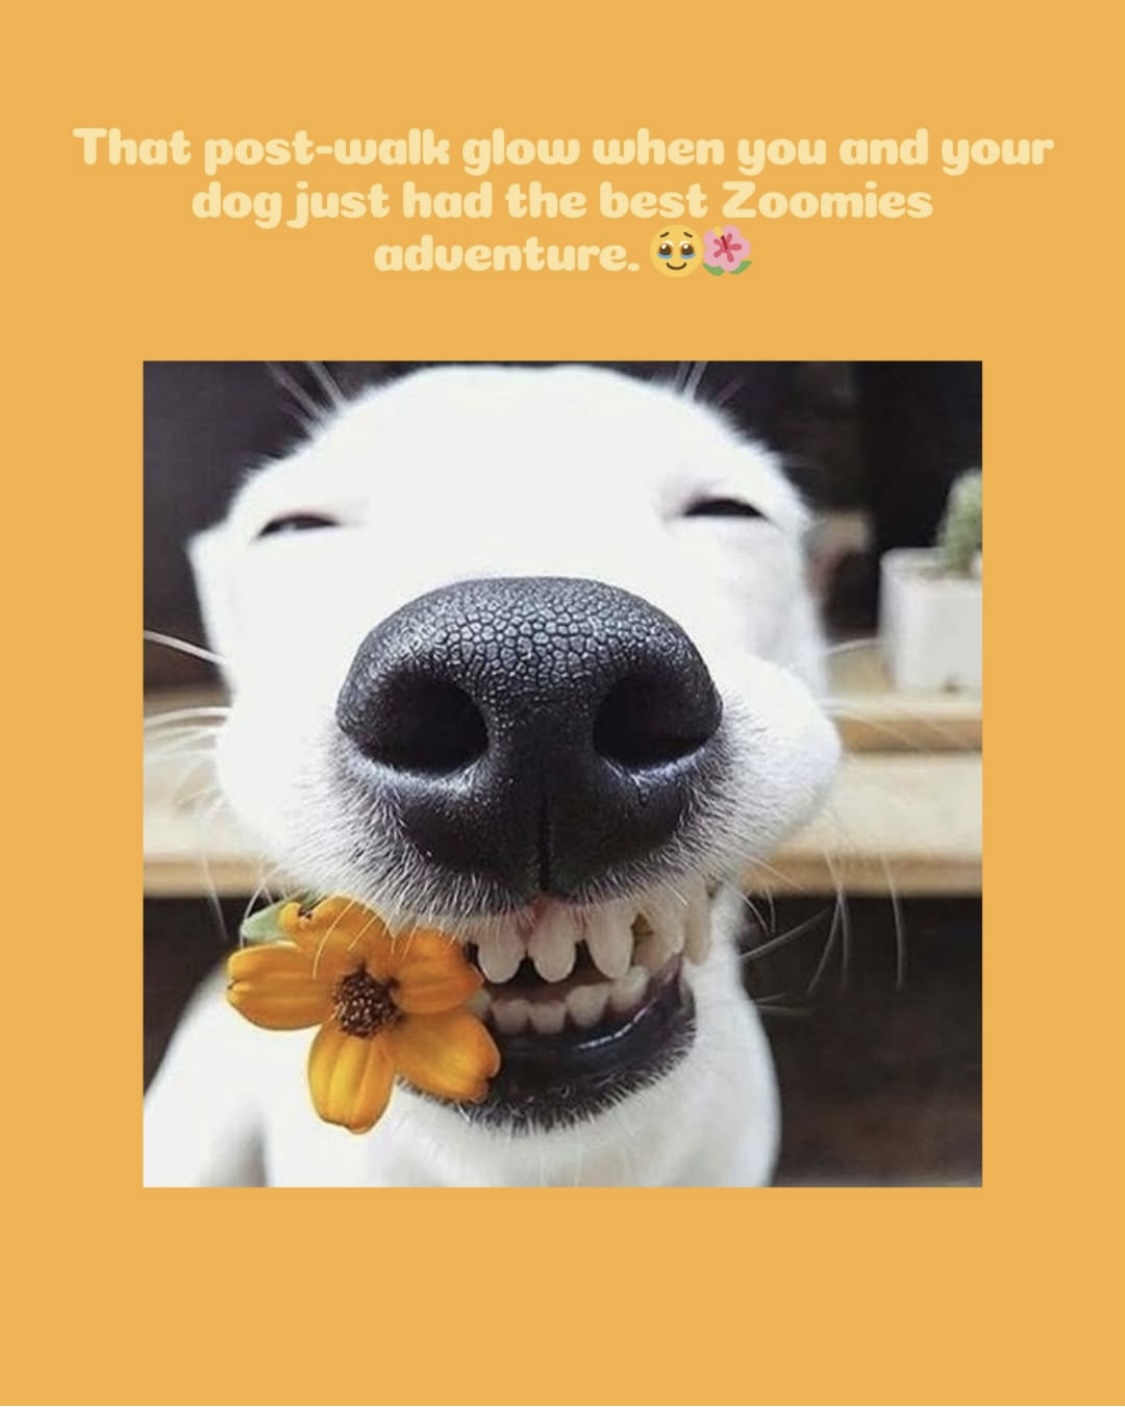 That post-walk glow when you and your
dog just had the best Zoomies
adventure. 🥹🌺